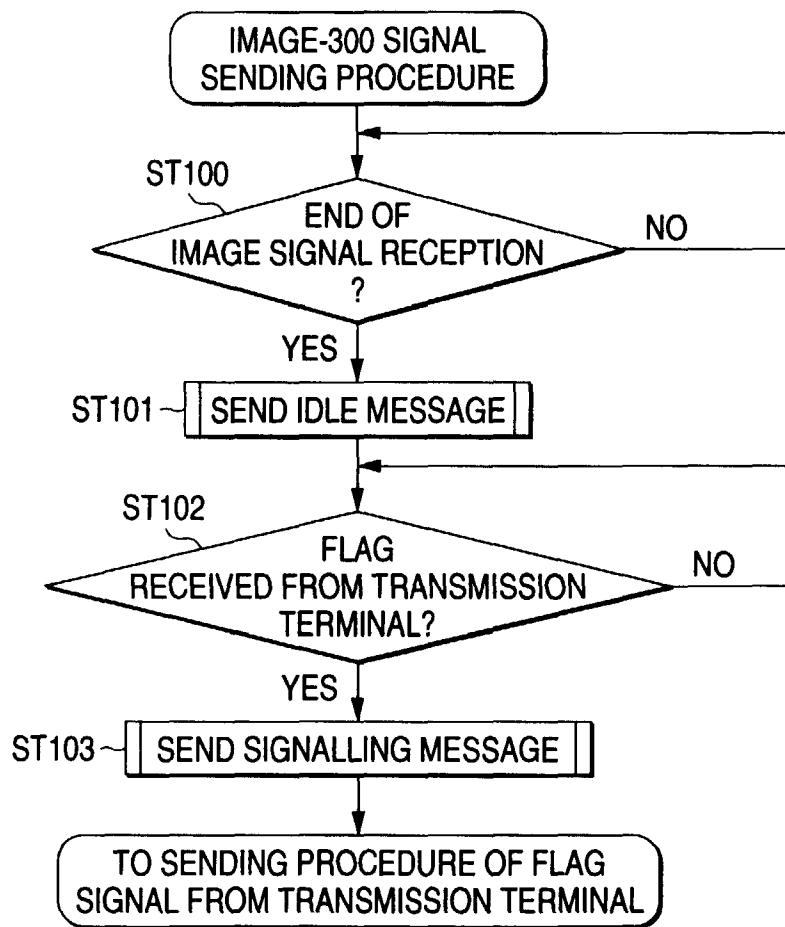 IMAGE-300 SIGNAL
SENDING PROCEDURE
ST100
END OF
IMAGE SIGNAL RECEPTION
?
NO
YES
ST101
SEND IDLE MESSAGE
ST102
FLAG
RECEIVED FROM TRANSMISSION
TERMINAL?
NO
YES
ST103
SEND SIGNALLING MESSAGE
TO SENDING PROCEDURE OF FLAG
SIGNAL FROM TRANSMISSION TERMINAL